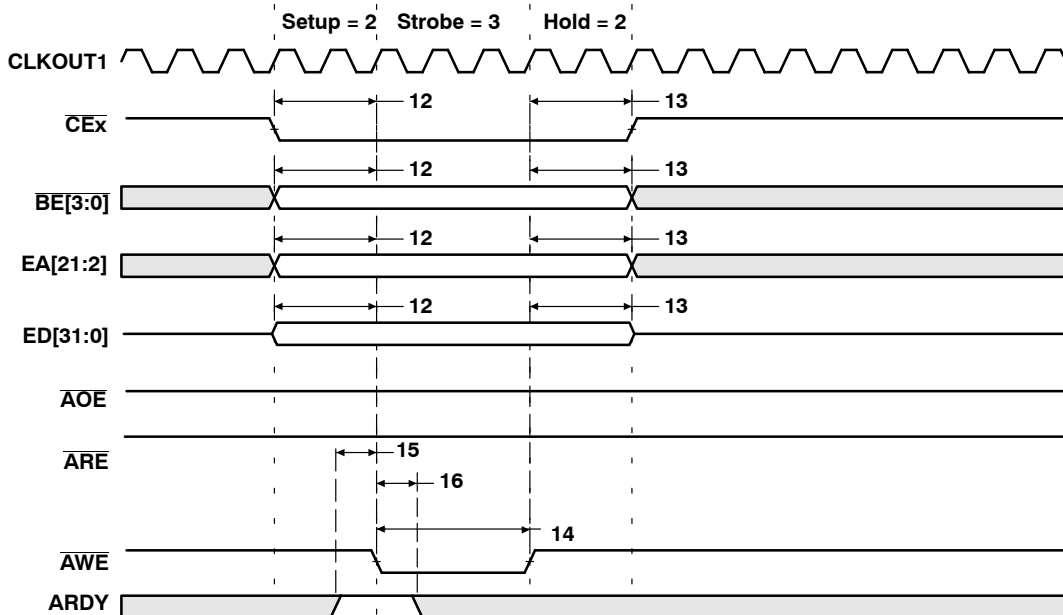 Setup = 2 Strobe = 3 Hold = 2
CLKOUT1
12 13
CEx
12 13
BE[3:0]
12 13
EA[21:2]
12 13
ED[31:0]
AOE
15
ARE
16
14
AWE
ARDY